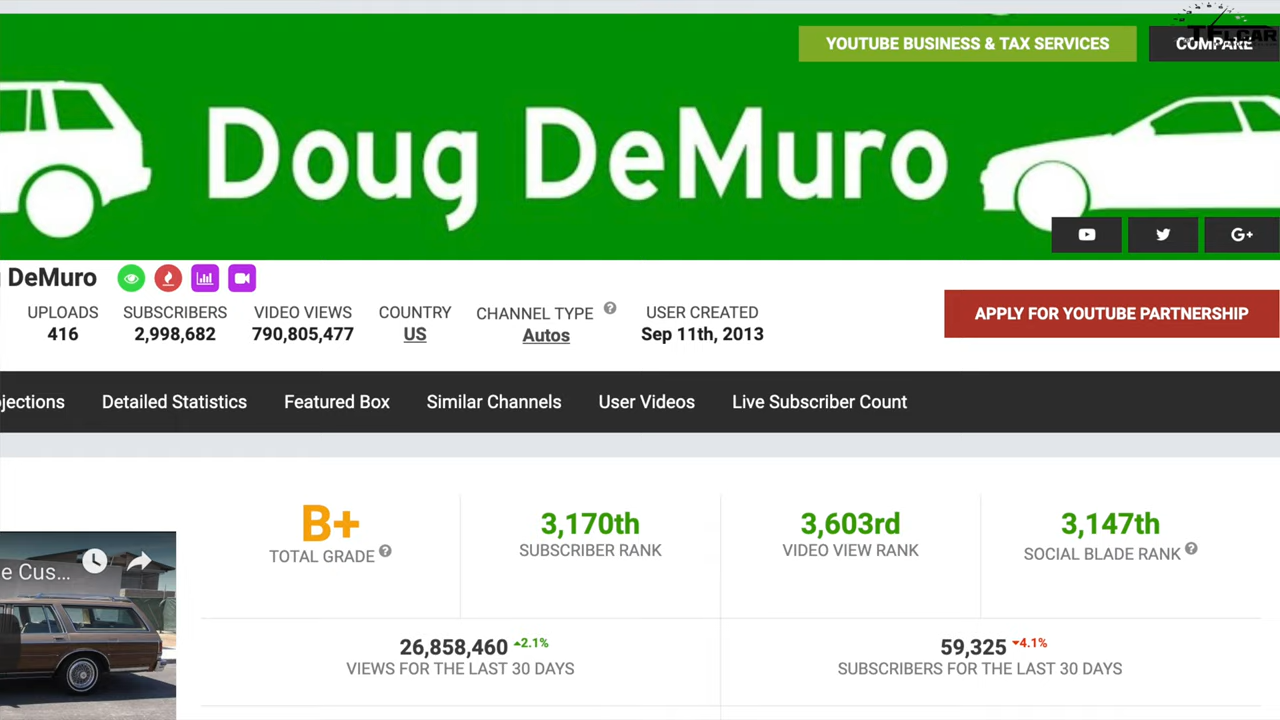 YOUTUBE BUSINESS & TAX SERVICES
COMPARE
TFLCAR
Doug DeMuro
G+
DeMuro
UPLOADS SUBSCRIBERS VIDEO VIEWS COUNTRY CHANNEL TYPE ? USER CREATED
416 2,998,682 790,805,477 US Autos Sep 11th, 2013
APPLY FOR YOUTUBE PARTNERSHIP
jections Detailed Statistics Featured Box Similar Channels User Videos Live Subscriber Count
e Cus...
B+ 3,170th 3,603rd 3,147th
TOTAL GRADE ? SUBSCRIBER RANK VIDEO VIEW RANK SOCIAL BLADE RANK ?
26,858,460 2.1% 59,325 -4.1%
VIEWS FOR THE LAST 30 DAYS SUBSCRIBERS FOR THE LAST 30 DAYS